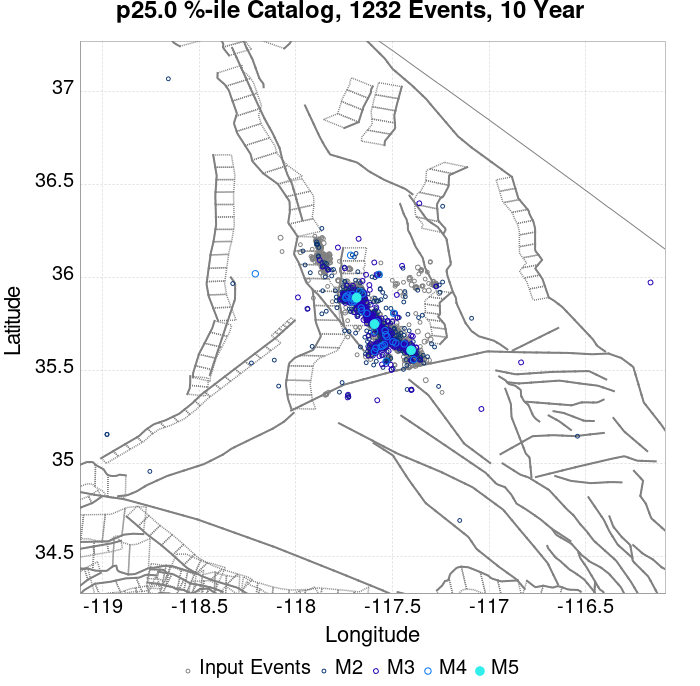 p25.0 %-ile Catalog, 1232 Events, 10 Year
37
36.5
36
35.5
35
34.5
Latitude
-119 -118.5 -118 -117.5 -117 -116.5
Longitude
Input Events M2 M3 M4 M5